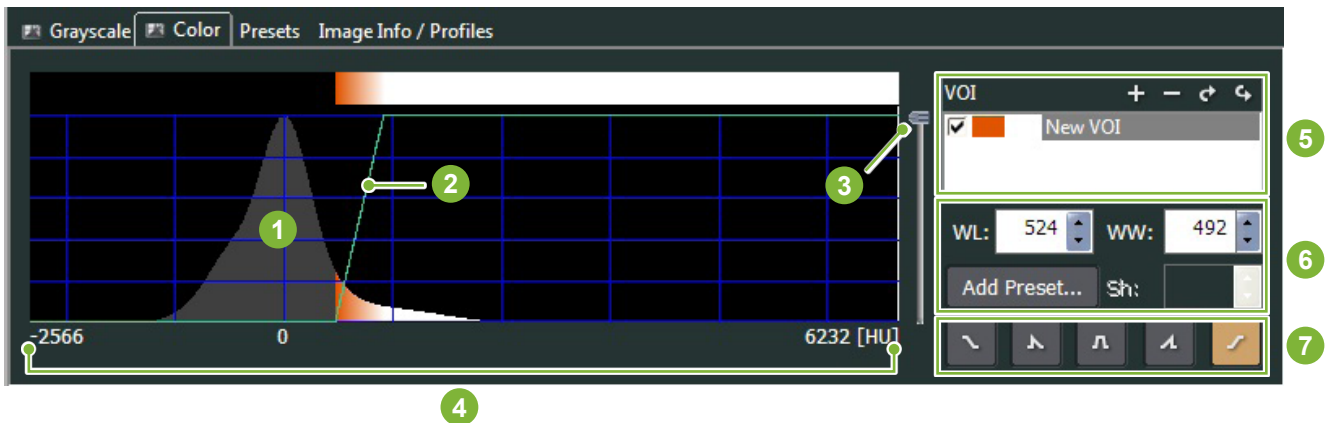 Grayscale Color Presets Image Info / Profiles
VOI
New VOI
5
3
2
1
WL: 524 WW: 492
6
Add Preset... Sh:
-2566 0 6232 [HU]
7
4